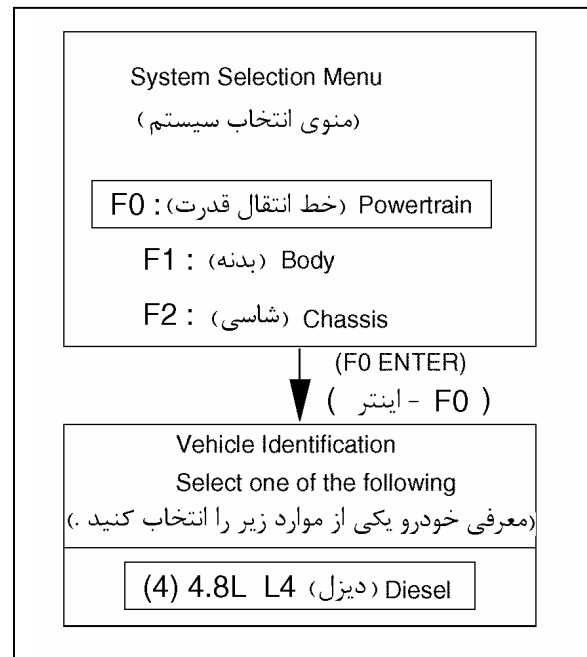 System Selection Menu
(منوی انتخاب سیستم)
F0 : (خط انتقال قدرت) Powertrain
F1 : (بدنه) Body
F2 : (شاسی) Chassis
(F0 ENTER)
( F0 - اینتر )
Vehicle Identification
Select one of the following
(معرفی خودرو یکی از موارد زیر را انتخاب کنید .)
(4) 4.8L L4 (دیزل) Diesel